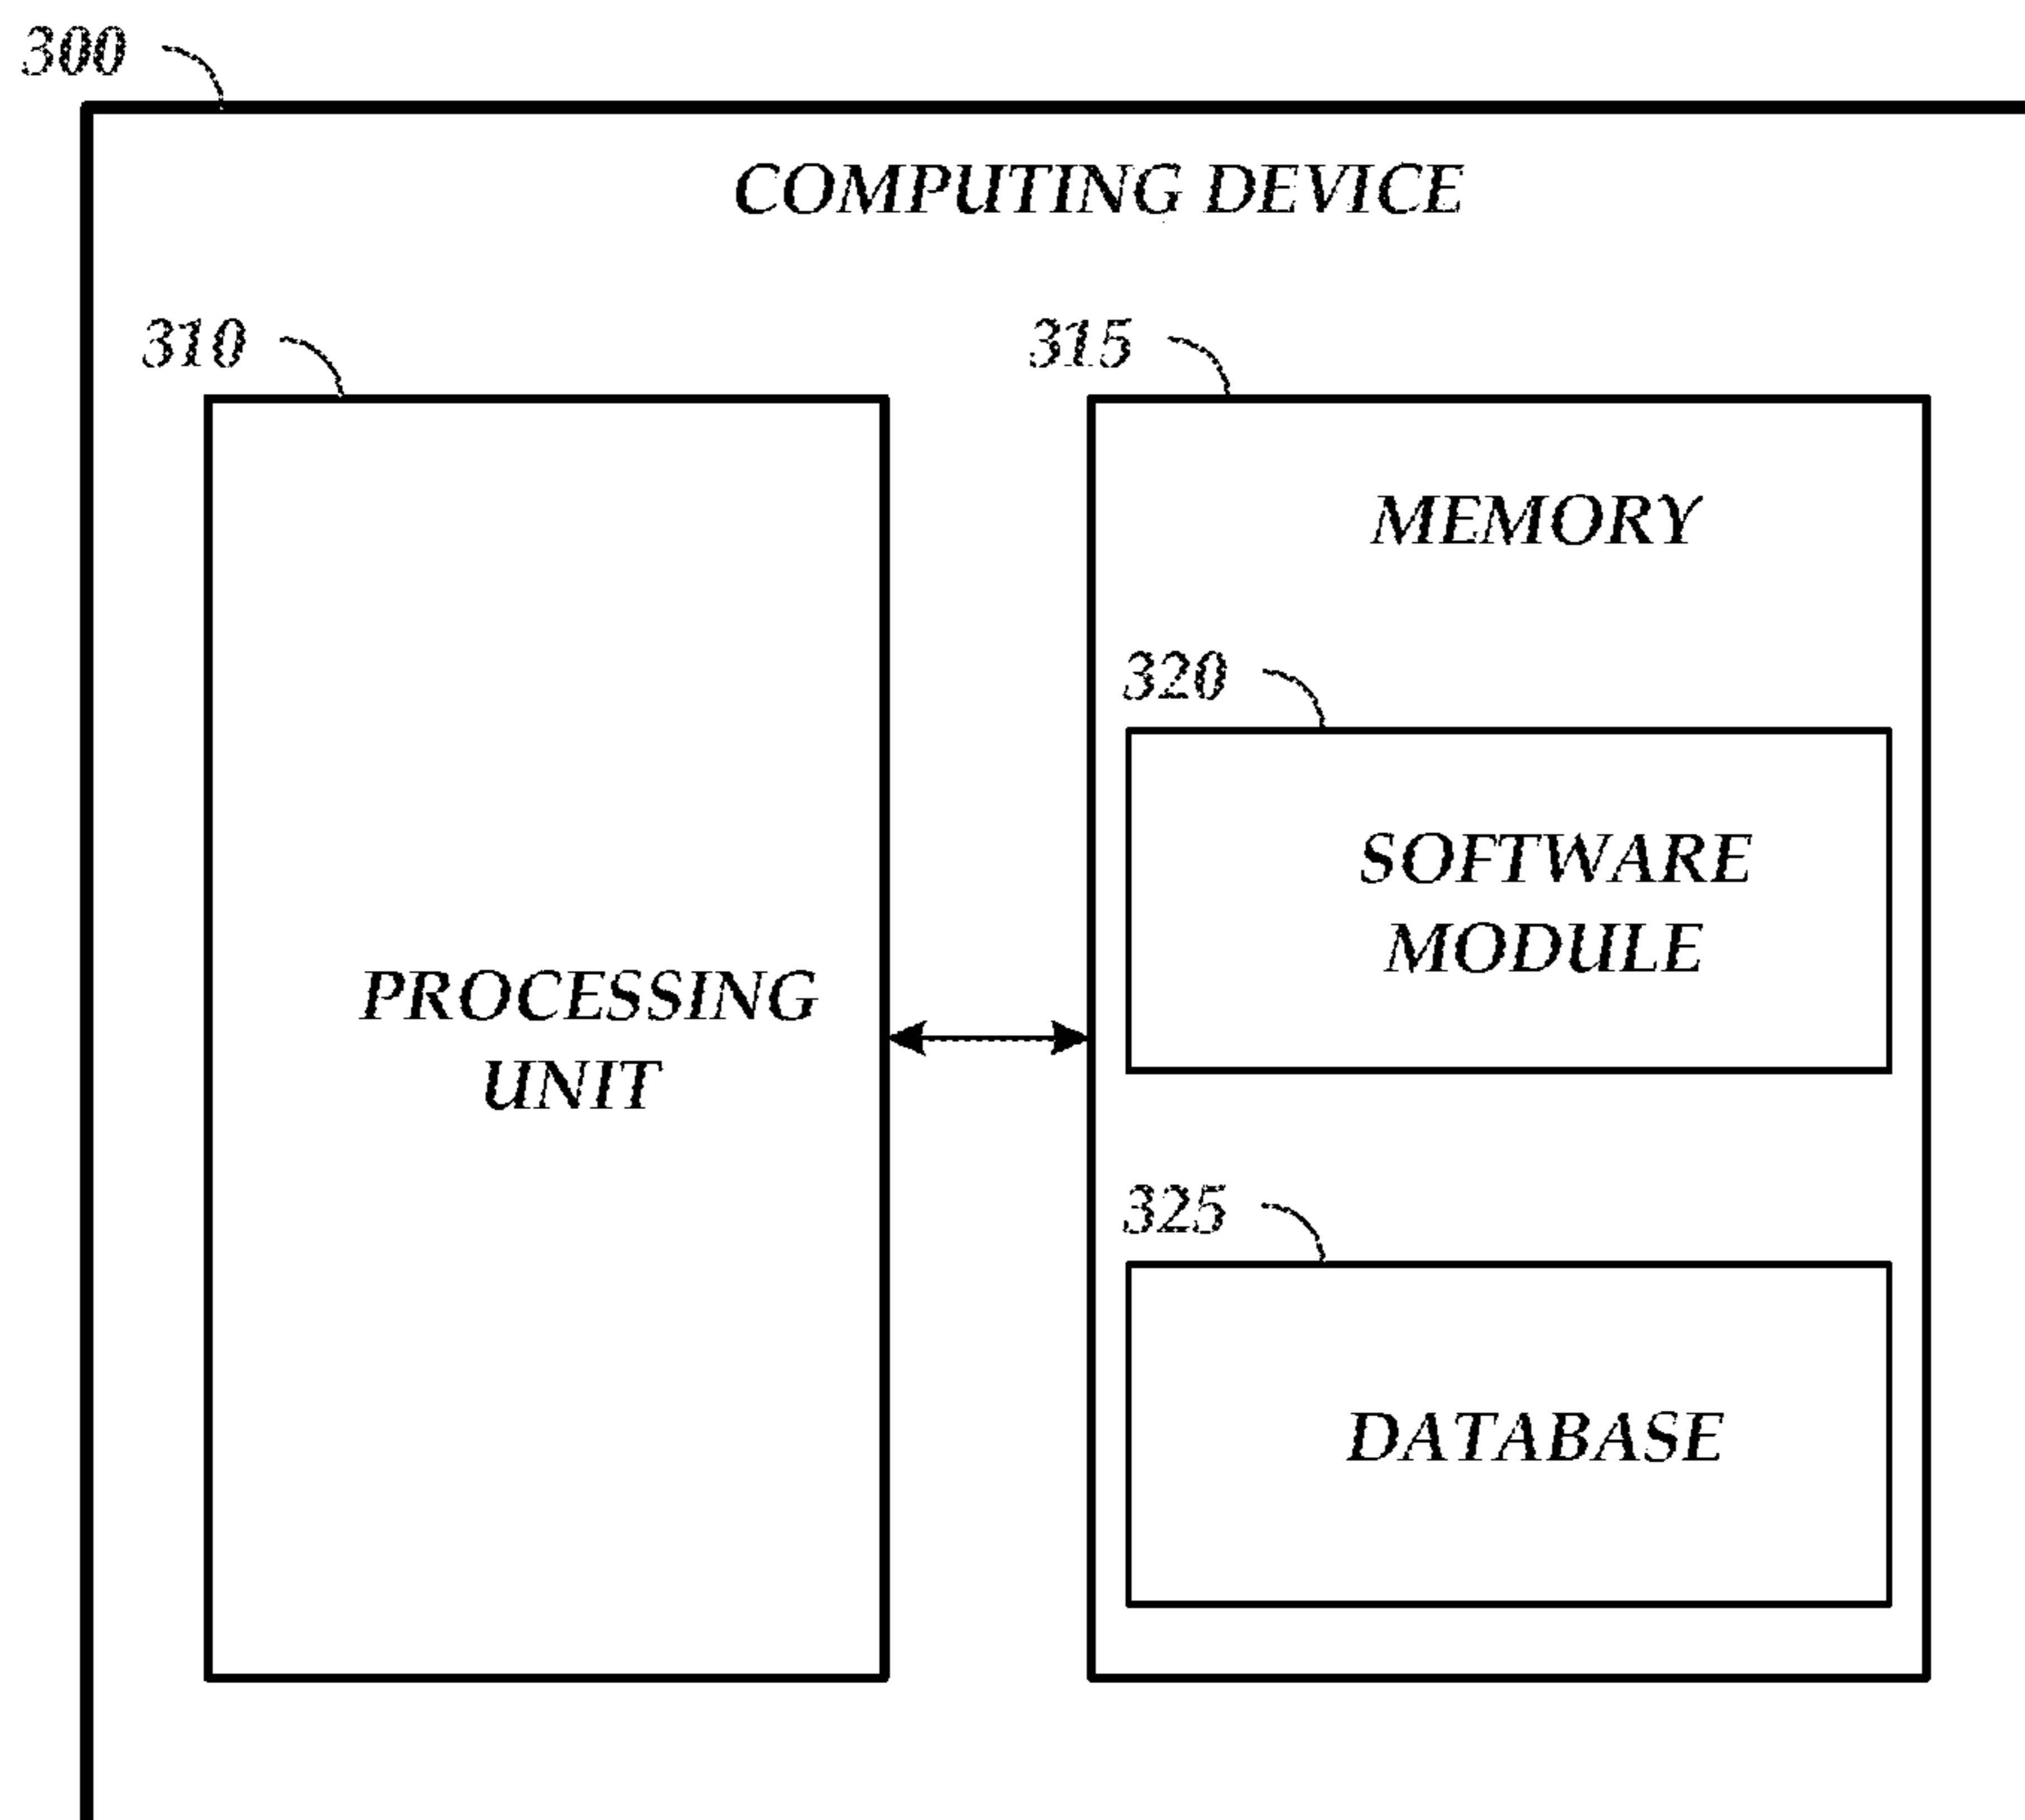 300
COMPUTING DEVICE
310
315
MEMORY
320
SOFTWARE
MODULE
PROCESSING
UNIT
325
DATABASE